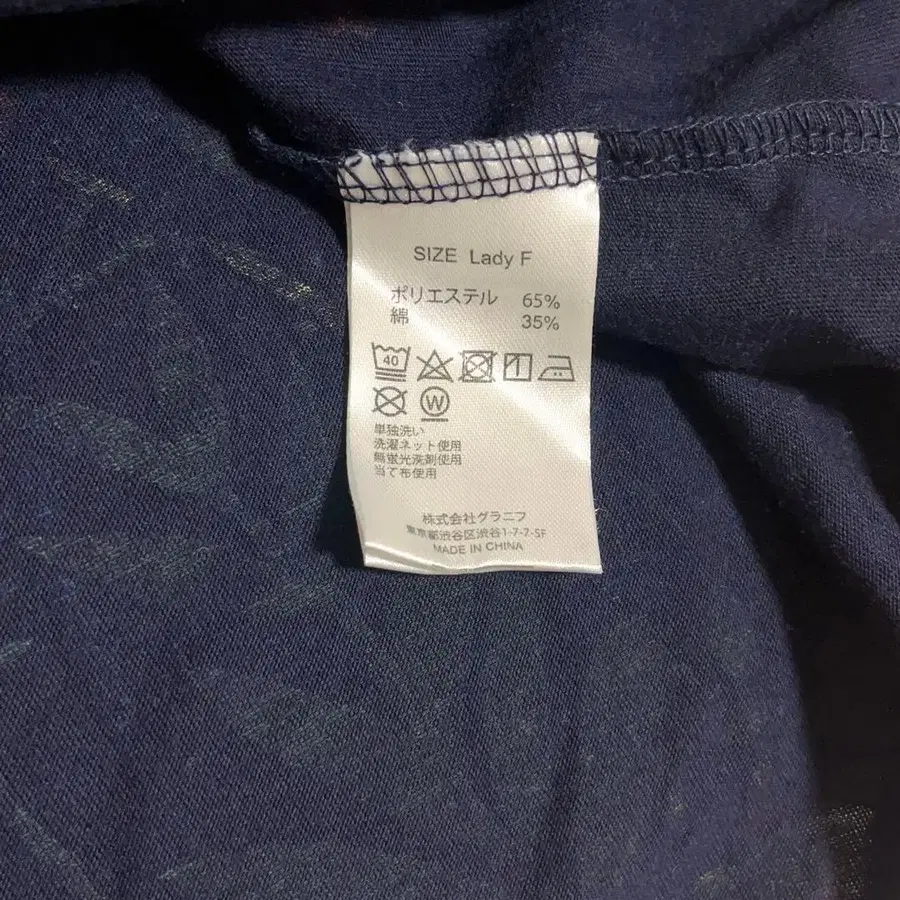 SIZE Lady F
ポリエステル 65%
綿 35%
40
W
単独洗い
洗濯ネット使用
無蛍光洗剤使用
当て布使用
株式会社グラニフ
東京都渋谷区渋谷1-7-7-5F
MADE IN CHINA